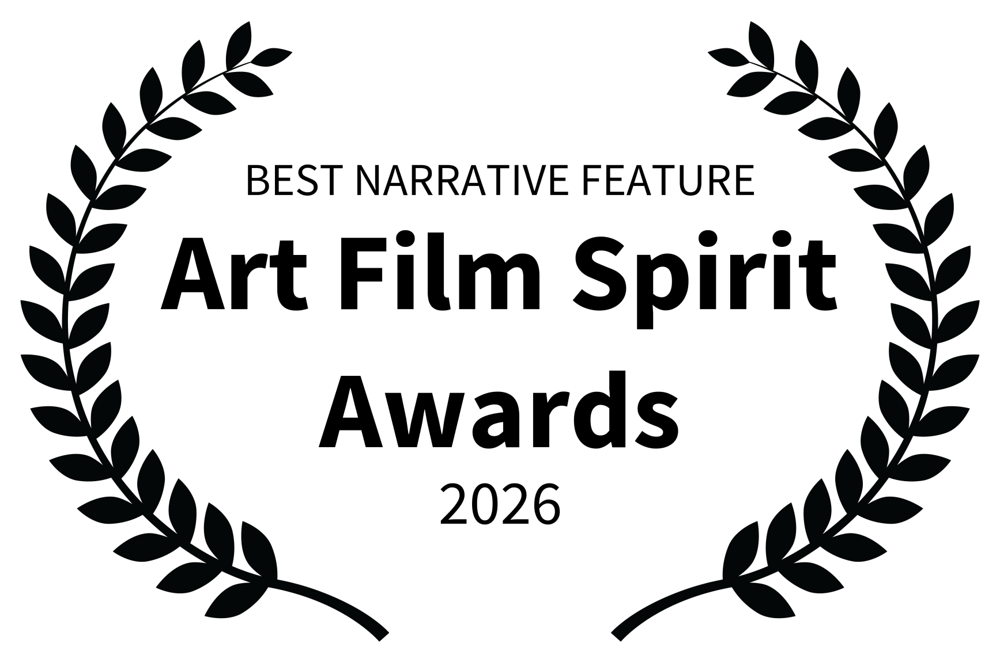 BEST NARRATIVE FEATURE
Art Film Spirit
Awards
2026